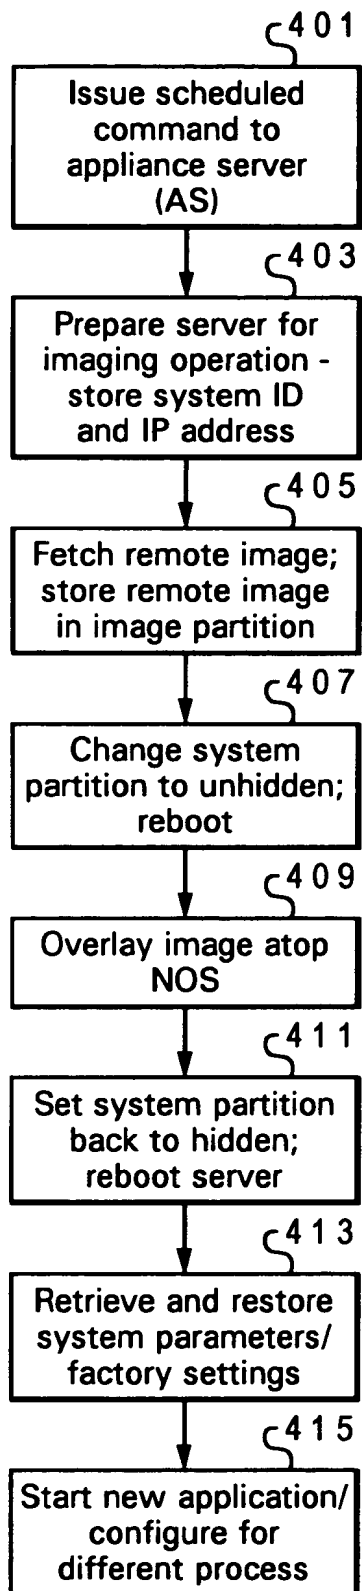 401
Issue scheduled
command to
appliance server
(AS)
403
Prepare server for
imaging operation -
store system ID
and IP address
405
Fetch remote image;
store remote image
in image partition
407
Change system
partition to unhidden;
reboot
409
Overlay image atop
NOS
411
Set system partition
back to hidden;
reboot server
413
Retrieve and restore
system parameters/
factory settings
415
Start new application/
configure for
different process